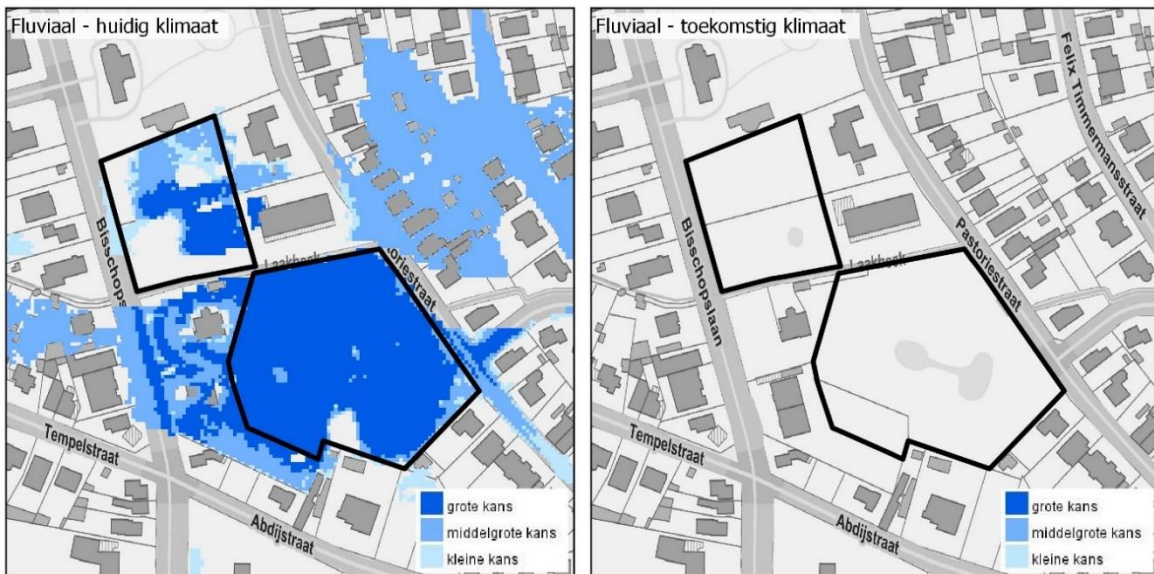 Fluviaal - huidig klimaat
Bisschops
Laakbeek
oriestraat
Tempelstraat
Abdijstraat
grote kans
middelgrote kans
kleine kans
Fluviaal - toekomstig klimaat
Felix Timmermansstraat
Bisschopslaan
Laakbeek
Pastoriestraat
Tempelstraat
Abdijstraat
grote kans
middelgrote kans
kleine kans